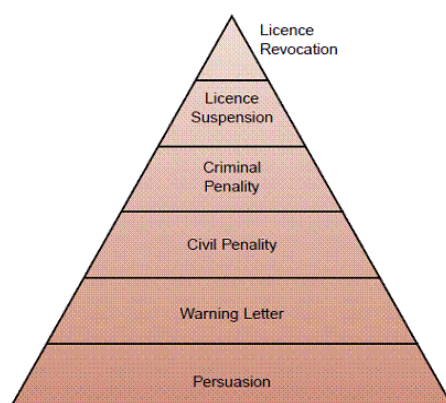 Licence
Revocation
Licence
Suspension
Criminal
Penality
Civil Penality
Warning Letter
Persuasion